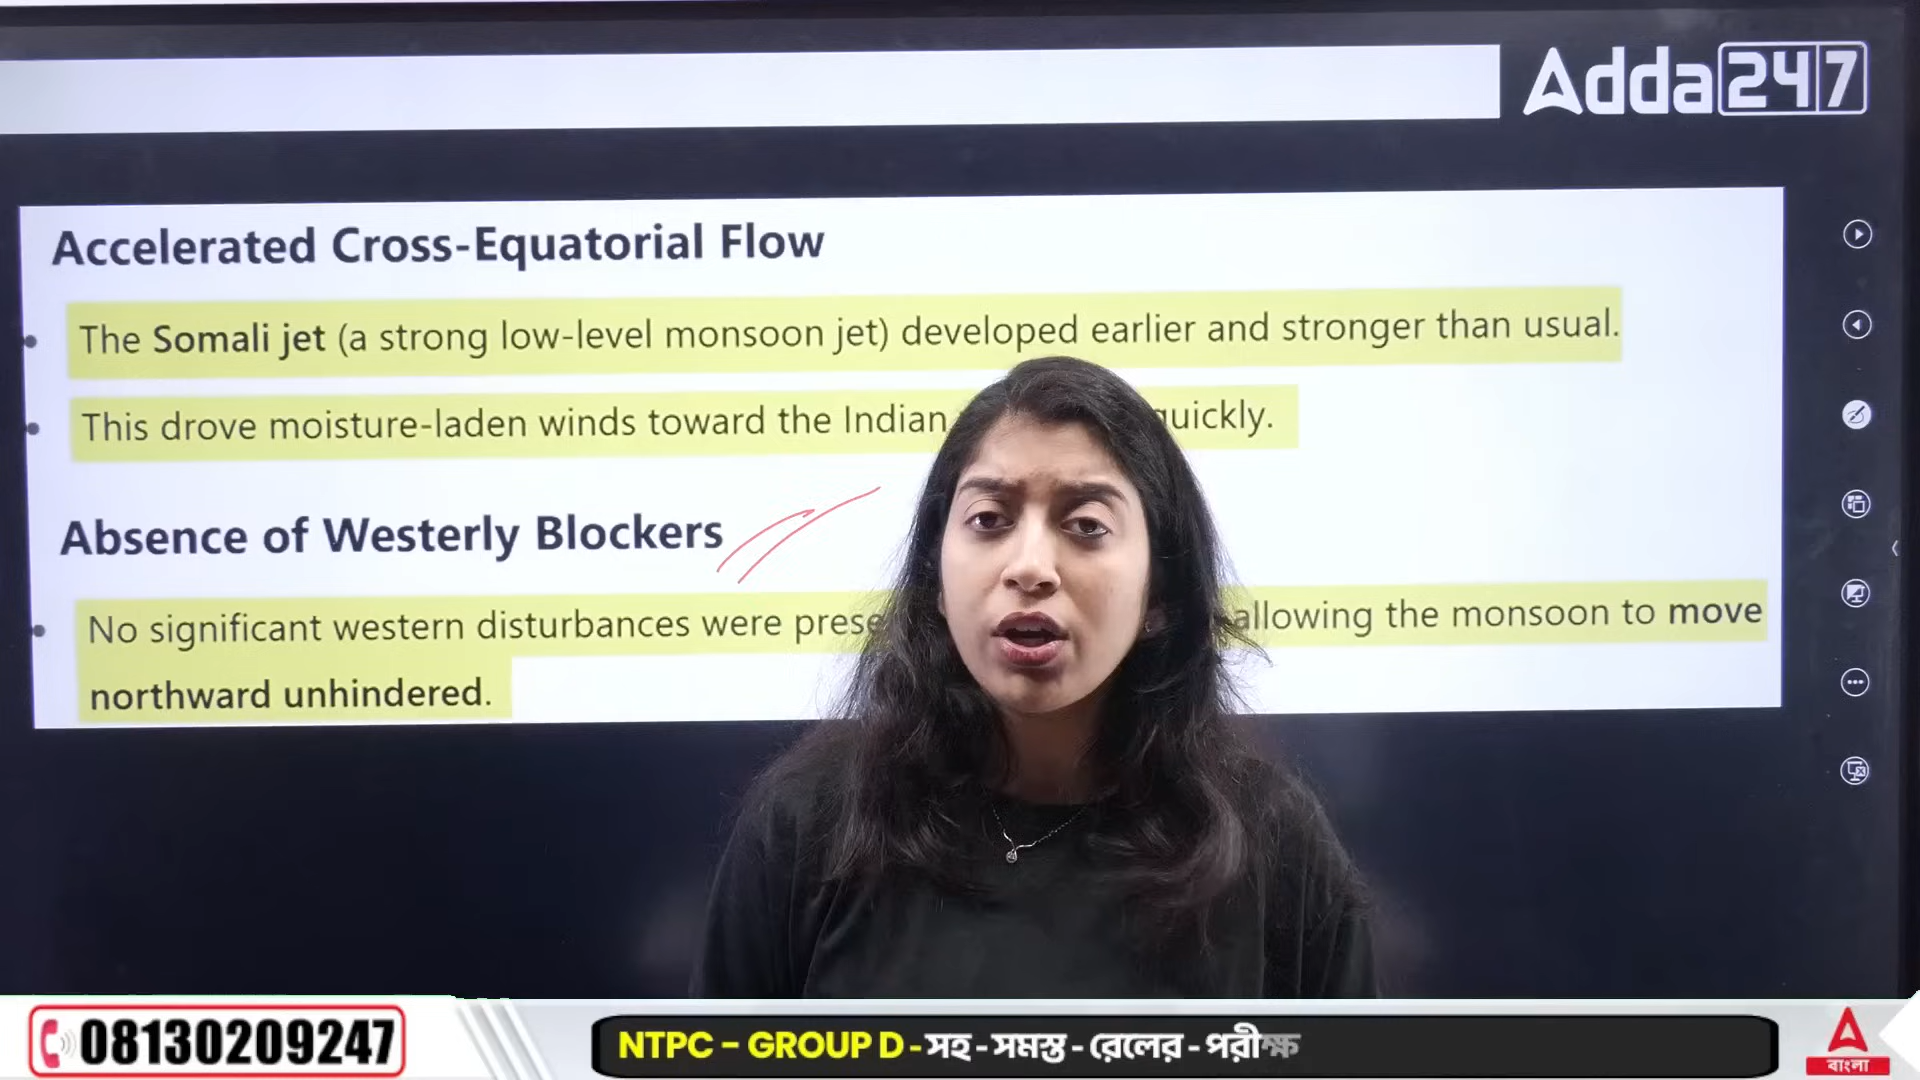 Adda247
Accelerated Cross-Equatorial Flow
The Somali jet (a strong low-level monsoon jet) developed earlier and stronger than usual.
This drove moisture-laden winds toward the Indian quickly.
Absence of Westerly Blockers
No significant western disturbances were allowing the monsoon to move
northward unhindered.
08130209247
NTPC - GROUP D - সহ - সমস্ত - রেলের - পরীক্ষ
বাংলা